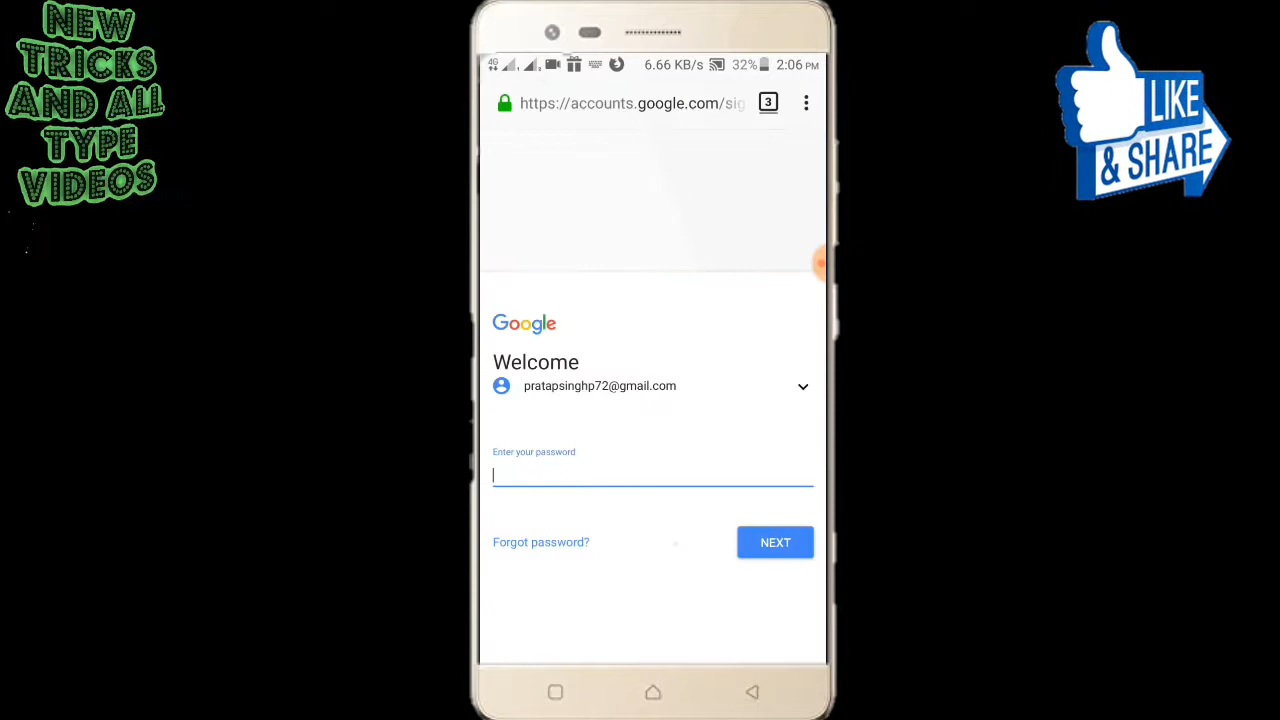 NEW
TRICKS
AND ALL
TYPE
VIDEOS
LIKE
& SHARE
4G 6.66 KB/s 32% 2:06 PM
https://accounts.google.com/sig 3
Google
Welcome
pratapsinghp72@gmail.com
Enter your password
Forgot password? NEXT